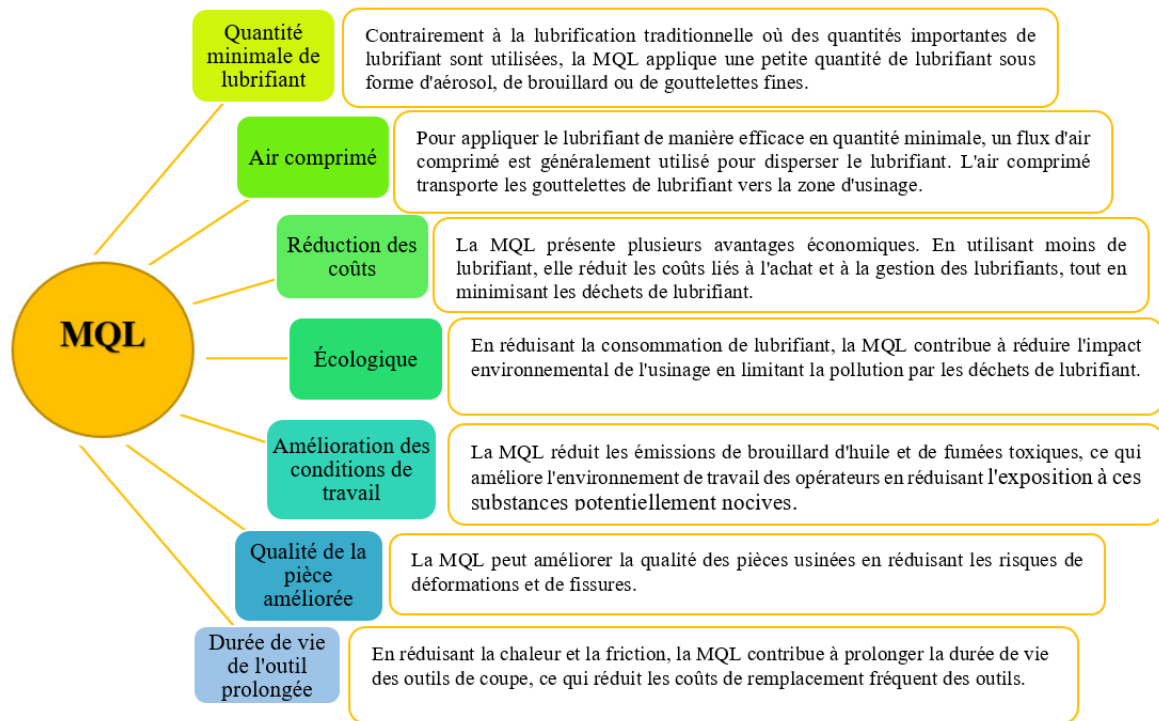 MQL
Quantité
minimale de
lubrifiant
Contrairement à la lubrification traditionnelle où des quantités importantes de
lubrifiant sont utilisées, la MQL applique une petite quantité de lubrifiant sous
forme d'aérosol, de brouillard ou de gouttelettes fines.
Air comprimé
Pour appliquer le lubrifiant de manière efficace en quantité minimale, un flux d'air
comprimé est généralement utilisé pour disperser le lubrifiant. L'air comprimé
transporte les gouttelettes de lubrifiant vers la zone d'usinage.
Réduction des
coûts
La MQL présente plusieurs avantages économiques. En utilisant moins de
lubrifiant, elle réduit les coûts liés à l'achat et à la gestion des lubrifiants, tout en
minimisant les déchets de lubrifiant.
Écologique
En réduisant la consommation de lubrifiant, la MQL contribue à réduire l'impact
environnemental de l'usinage en limitant la pollution par les déchets de lubrifiant.
Amélioration des
conditions de
travail
La MQL réduit les émissions de brouillard d'huile et de fumées toxiques, ce qui
améliore l'environnement de travail des opérateurs en réduisant l'exposition à ces
substances potentiellement nocives.
Qualité de la
pièce
améliorée
La MQL peut améliorer la qualité des pièces usinées en réduisant les risques de
déformations et de fissures.
Durée de vie
de l'outil
prolongée
En réduisant la chaleur et la friction, la MQL contribue à prolonger la durée de vie
des outils de coupe, ce qui réduit les coûts de remplacement fréquent des outils.